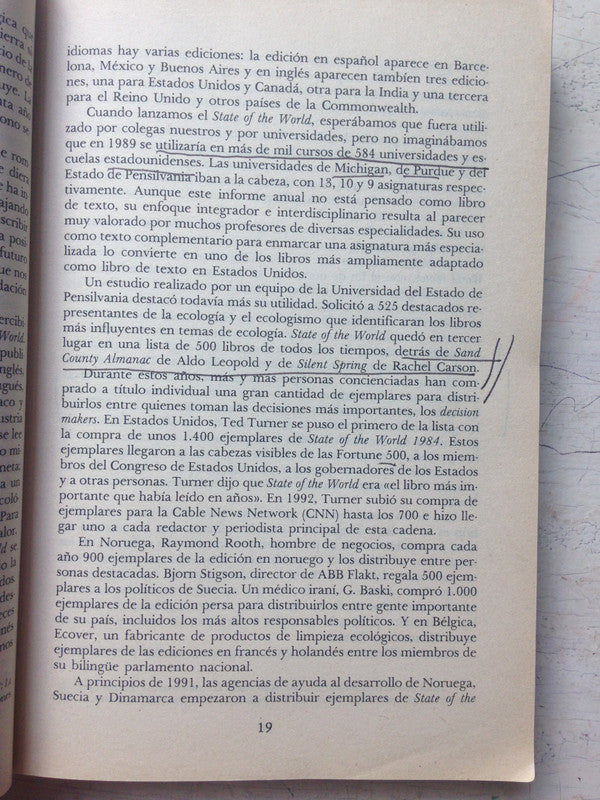 idiomas hay varias ediciones: la edición en español aparece en Barce-
lona, México y Buenos Aires y en inglés aparecen tambíen tres edicio-
nes, una para Estados Unidos y Canadá, otra para la India y una tercera
para el Reino Unido y otros países de la Commonwealth.
Cuando lanzamos el State of the World, esperábamos que fuera utili-
zado por colegas nuestros y por universidades, pero no imaginábamos
que en 1989 se utilizaría en más de mil cursos de 584 universidades y es-
cuelas estadounidenses. Las universidades de Michigan, de Purdue y del
Estado de Pensilvania iban a la cabeza, con 13, 10 y 9 asignaturas respec-
tivamente. Aunque este informe anual no está pensado como libro
de texto, su enfoque integrador e interdisciplinario resulta al parecer
muy valorado por muchos profesores de diversas especialidades. Su uso
como texto complementario para enmarcar una asignatura más especia-
lizada lo convierte en uno de los libros más ampliamente adaptado
como libro de texto en Estados Unidos.
Un estudio realizado por un equipo de la Universidad del Estado de
Pensilvania destacó todavía más su utilidad. Solicitó a 525 destacados re-
presentantes de la ecología y el ecologismo que identificaran los libros
más influyentes en temas de ecología. State of the World quedó en tercer
lugar en una lista de 500 libros de todos los tiempos, detrás de Sand
County Almanac de Aldo Leopold y de Silent Spring de Rachel Carson.
Durante estos años, más y más personas concienciadas han com-
prado a título individual una gran cantidad de ejemplares para distri-
buirlos entre quienes toman las decisiones más importantes, los decision
makers. En Estados Unidos, Ted Turner se puso el primero de la lista con
la compra de unos 1.400 ejemplares de State of the World 1984. Estos
ejemplares llegaron a las cabezas visibles de las Fortune 500, a los miem-
bros del Congreso de Estados Unidos, a los gobernadores de los Estados
y a otras personas. Turner dijo que State of the World era «el libro más im-
portante que había leído en años». En 1992, Turner subió su compra de
ejemplares para la Cable News Network (CNN) hasta los 700 e hizo lle-
gar uno a cada redactor y periodista principal de esta cadena.
En Noruega, Raymond Rooth, hombre de negocios, compra cada
año 900 ejemplares de la edición en noruego y los distribuye entre per-
sonas destacadas. Bjorn Stigson, director de ABB Flakt, regala 500 ejem-
plares a los políticos de Suecia. Un médico iraní, G. Baski, compró 1.000
ejemplares de la edición persa para distribuirlos entre gente importante
de su país, incluidos los más altos responsables políticos. Y en Bélgica,
Ecover, un fabricante de productos de limpieza ecológicos, distribuye
ejemplares de las ediciones en francés y holandés entre los miembros de
su bilingüe parlamento nacional.
A principios de 1991, las agencias de ayuda al desarrollo de Noruega,
Suecia y Dinamarca empezaron a distribuir ejemplares de State of the
19